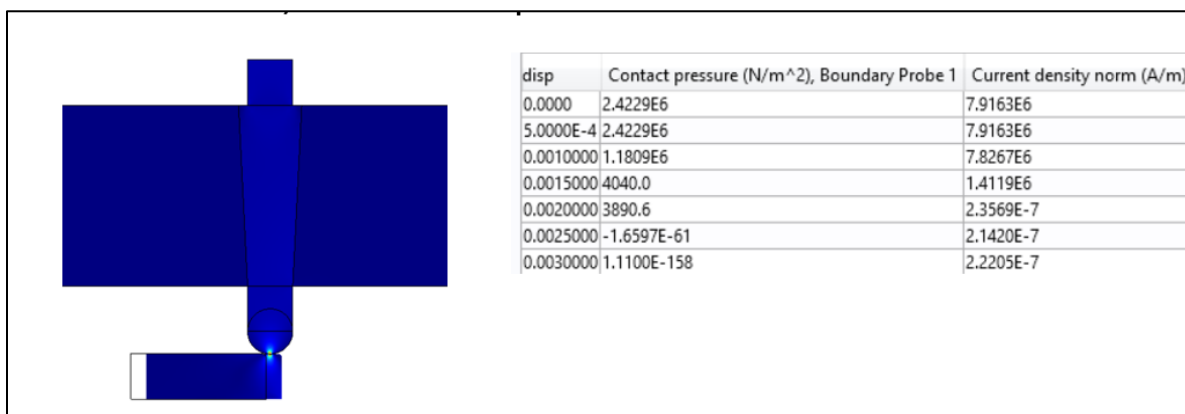 disp Contact pressure (N/m^2), Boundary Probe 1 Current density norm (A/m)
0.0000 2.4229E6 7.9163E6
5.0000E-4 2.4229E6 7.9163E6
0.0010000 1.1809E6 7.8267E6
0.0015000 4040.0 1.4119E6
0.0020000 3890.6 2.3569E-7
0.0025000 -1.6597E-61 2.1420E-7
0.0030000 1.1100E-158 2.2205E-7